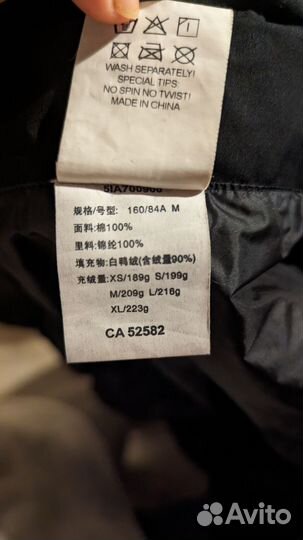 WASH SEPARATELY!
SPECIAL TIPS:
NO SPIN NO TWIST!
MADE IN CHINA
规格/号型: 160/84A M
面料:棉100%
里料:锦纶100%
填充物:白鸭绒(含绒量90%)
充绒量:XS/189g S/199g
M/209g L/216g
XL/223g
CA 52582
Avito